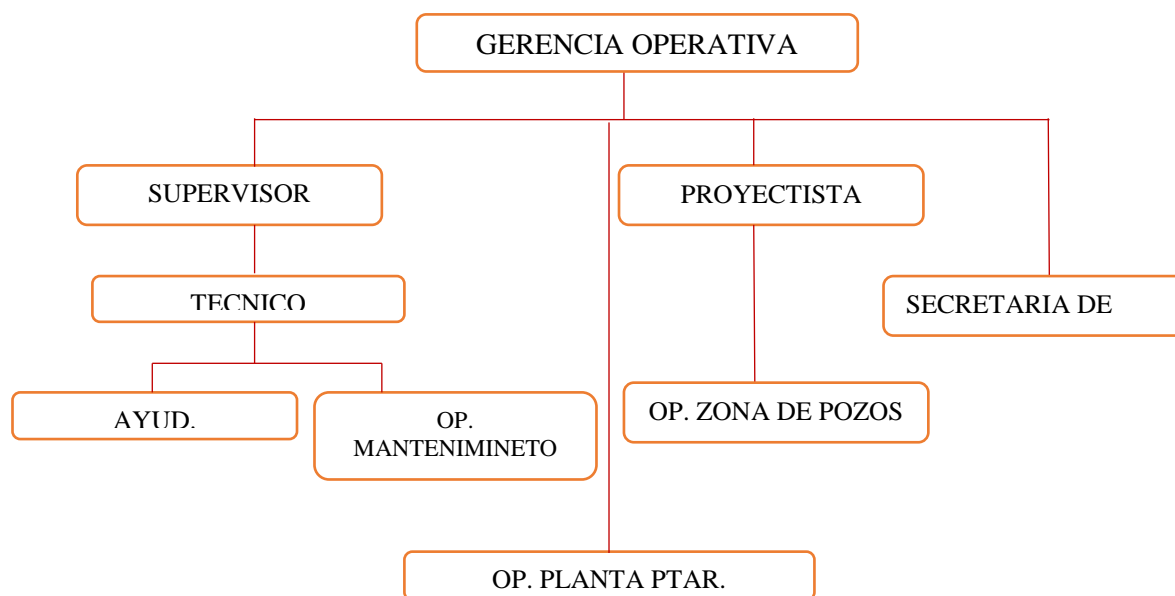 GERENCIA OPERATIVA
SUPERVISOR
PROYECTISTA
TECNICO
SECRETARIA DE
AYUD.
OP.
MANTENIMINETO
OP. ZONA DE POZOS
OP. PLANTA PTAR.